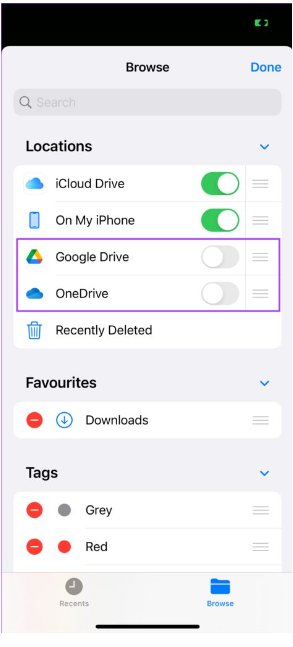 Browse
Done
Search
Locations
iCloud Drive
On My iPhone
Google Drive
OneDrive
Recently Deleted
Favourites
Downloads
Tags
Grey
Red
Recents
Browse